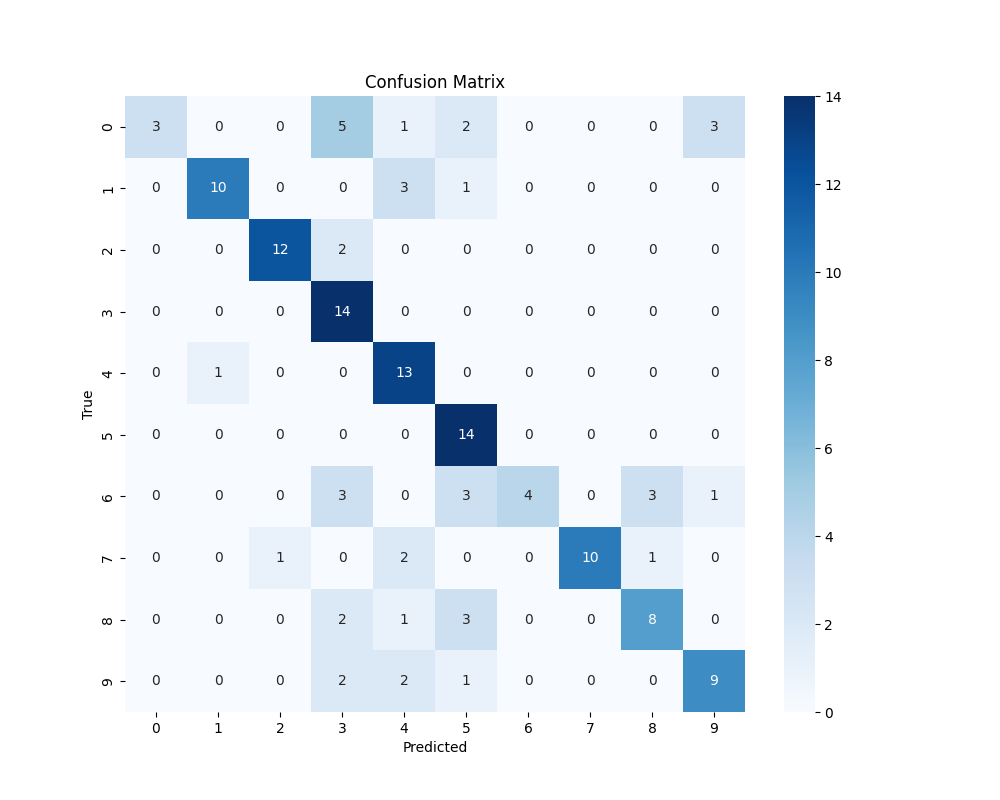 Confusion Matrix
0 3 0 0 5 1 2 0 0 0 3
1 0 10 0 0 3 1 0 0 0 0
2 0 0 12 2 0 0 0 0 0 0
3 0 0 0 14 0 0 0 0 0 0
4 0 1 0 0 13 0 0 0 0 0
5 0 0 0 0 0 14 0 0 0 0
6 0 0 0 3 0 3 4 0 3 1
7 0 0 1 0 2 0 0 10 1 0
8 0 0 0 2 1 3 0 0 8 0
9 0 0 0 2 2 1 0 0 0 9
0 1 2 3 4 5 6 7 8 9
Predicted
True
14
12
10
8
6
4
2
0